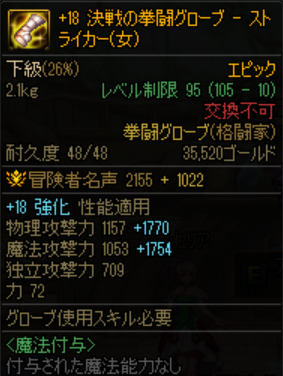 +18 決戦の拳闘グローブ - スト
ライカー(女)
下級(26%) エピック
2.1kg レベル制限 95 (105 - 10)
交換不可
拳闘グローブ(格闘家)
耐久度 48/48 35,520ゴールド
冒険者名声 2155 + 1022
+18 強化 性能適用
物理攻撃力 1157 +1770
魔法攻撃力 1053 +1754
独立攻撃力 709
力 72
グローブ使用スキル必要
<魔法付与>
付与された魔法能力なし